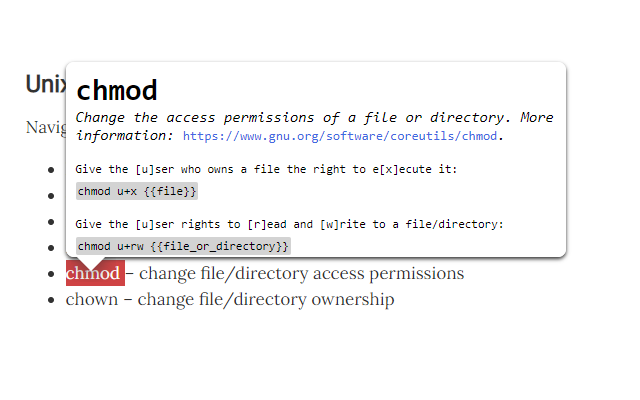 Unix
chmod
Change the access permissions of a file or directory. More
information: https://www.gnu.org/software/coreutils/chmod.
Navig
Give the [u]ser who owns a file the right to e[x]ecute it:
chmod u+x {{file}}
Give the [u]ser rights to [r]ead and [w]rite to a file/directory:
chmod u+rw {{file_or_directory}}
• chmod – change file/directory access permissions
• chown – change file/directory ownership